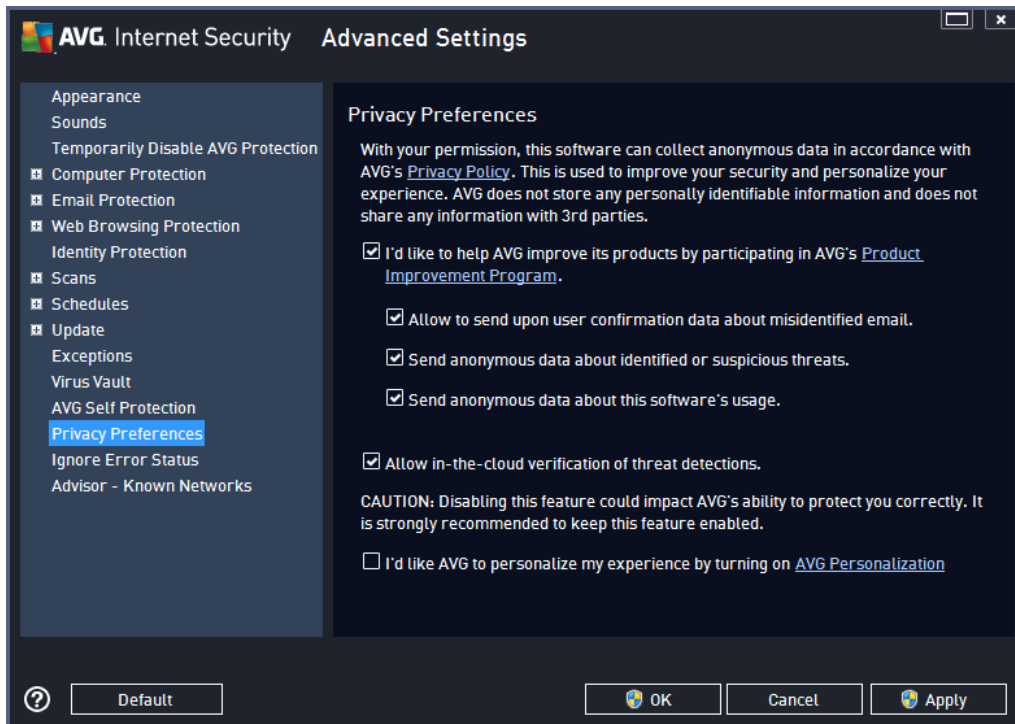 AVG. Internet Security Advanced Settings
Appearance
Sounds
Temporarily Disable AVG Protection
Computer Protection
Email Protection
Web Browsing Protection
Identity Protection
Scans
Schedules
Update
Exceptions
Virus Vault
AVG Self Protection
Privacy Preferences
Ignore Error Status
Advisor - Known Networks
Privacy Preferences
With your permission, this software can collect anonymous data in accordance with
AVG's Privacy Policy. This is used to improve your security and personalize your
experience. AVG does not store any personally identifiable information and does not
share any information with 3rd parties.
I'd like to help AVG improve its products by participating in AVG's Product
Improvement Program.
Allow to send upon user confirmation data about misidentified email.
Send anonymous data about identified or suspicious threats.
Send anonymous data about this software's usage.
Allow in-the-cloud verification of threat detections.
CAUTION: Disabling this feature could impact AVG's ability to protect you correctly. It
is strongly recommended to keep this feature enabled.
I'd like AVG to personalize my experience by turning on AVG Personalization
? Default OK Cancel Apply